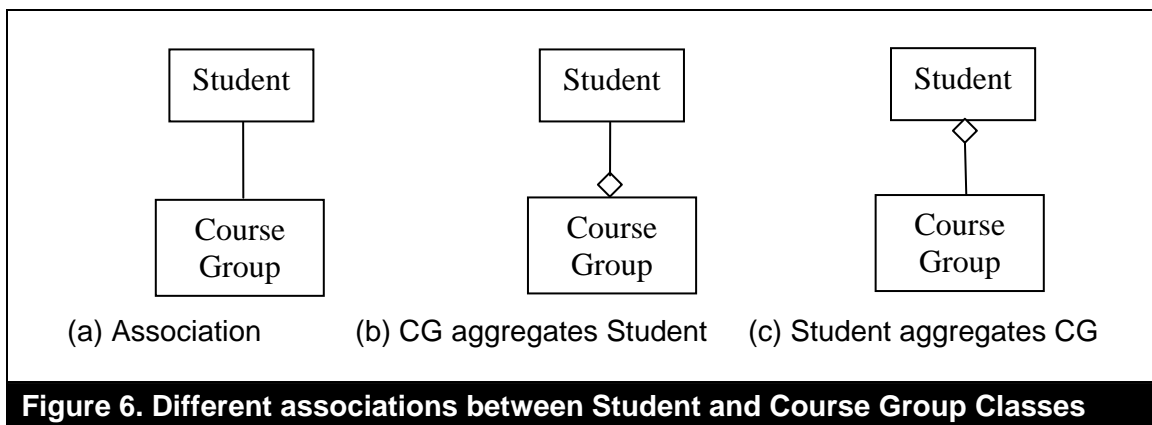 Student
Course
Group
Student
Course
Group
Student
Course
Group
(a) Association
(b) CG aggregates Student
(c) Student aggregates CG
Figure 6. Different associations between Student and Course Group Classes